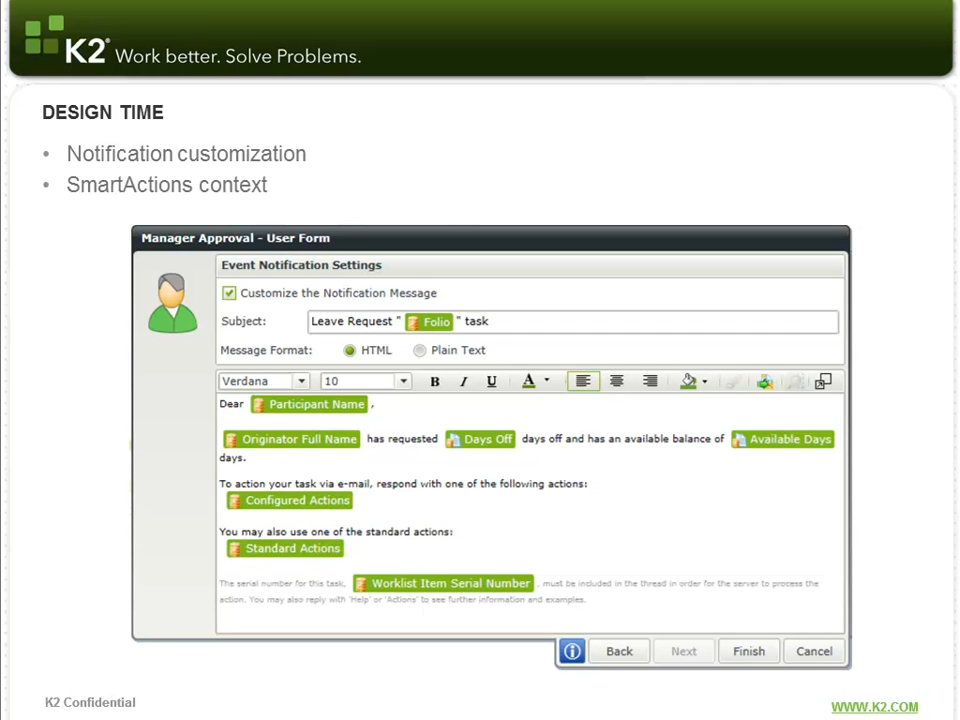 K2® Work better. Solve Problems.
DESIGN TIME
• Notification customization
• SmartActions context
Manager Approval - User Form
Event Notification Settings
Customize the Notification Message
Subject: Leave Request " Folio " task
Message Format: HTML Plain Text
Verdana 10 B I U A
Dear Participant Name ,
Originator Full Name has requested Days Off days off and has an available balance of Available Days
days.
To action your task via e-mail, respond with one of the following actions:
Configured Actions
You may also use one of the standard actions:
Standard Actions
The serial number for this task, Worklist Item Serial Number , must be included in the thread in order for the server to process the
action. You may also reply with 'Help' or 'Actions' to see further information and examples.
Back Next Finish Cancel
K2 Confidential
WWW.K2.COM